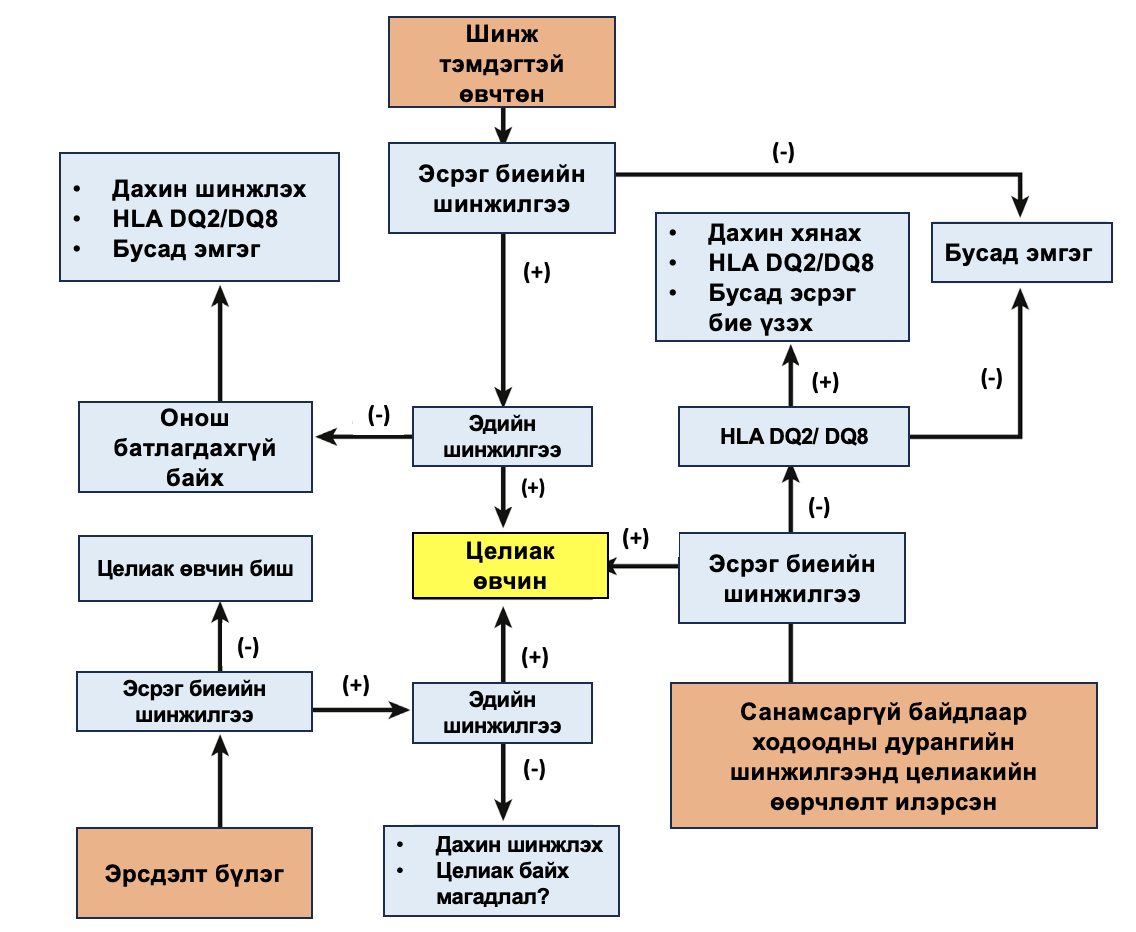 Шинж
тэмдэгтэй
өвчтөн
Эсрэг биеийн
шинжилгээ
(-)
• Дахин шинжлэх
• HLA DQ2/DQ8
• Бусад эмгэг
• Дахин хянах
• HLA DQ2/DQ8
• Бусад эсрэг
бие үзэх
Бусад эмгэг
(+)
(+)
(-)
Онош
батлагдахгүй
байх
(-)
Эдийн
шинжилгээ
HLA DQ2/ DQ8
(+)
(-)
Целиак өвчин биш
Целиак
өвчин
(+)
Эсрэг биеийн
шинжилгээ
(-)
(+)
Эсрэг биеийн
шинжилгээ
(+)
Эдийн
шинжилгээ
Санамсаргүй байдлаар
ходоодны дурангийн
шинжилгээнд целиакийн
өөрчлөлт илэрсэн
(-)
Эрсдэлт бүлэг
• Дахин шинжлэх
• Целиак байх
магадлал?